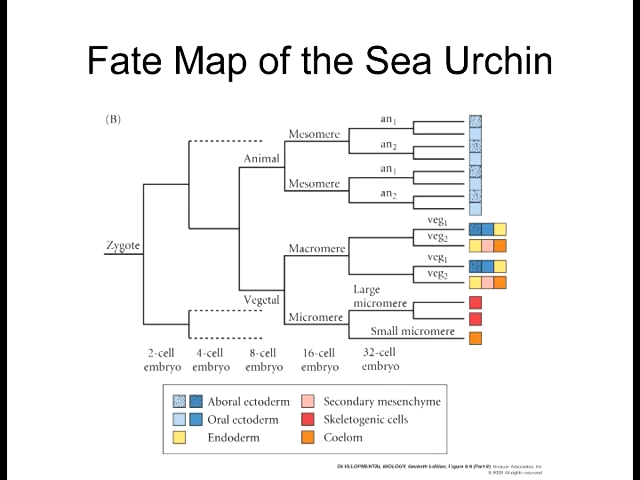 Fate Map of the Sea Urchin
(B)
an1
Mesomere
an2
Animal
an1
Mesomere
an2
veg1
veg2
Zygote
Macromere
veg1
veg2
Vegetal
Large
micromere
Micromere
Small micromere
2-cell 4-cell 8-cell 16-cell 32-cell
embryo embryo embryo embryo embryo
Aboral ectoderm Secondary mesenchyme
Oral ectoderm Skeletogenic cells
Endoderm Coelom
DEVELOPMENTAL BIOLOGY, Seventh Edition, Figure 8.9 (Part 2) Sinauer Associates, Inc.
All rights reserved